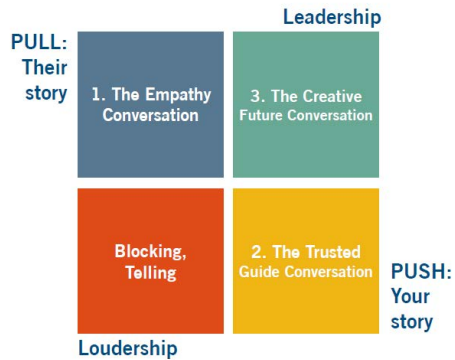 Leadership
PULL:
Their
story
1. The Empathy
Conversation
3. The Creative
Future Conversation
Blocking,
Telling
2. The Trusted
Guide Conversation
PUSH:
Your
story
Loudership